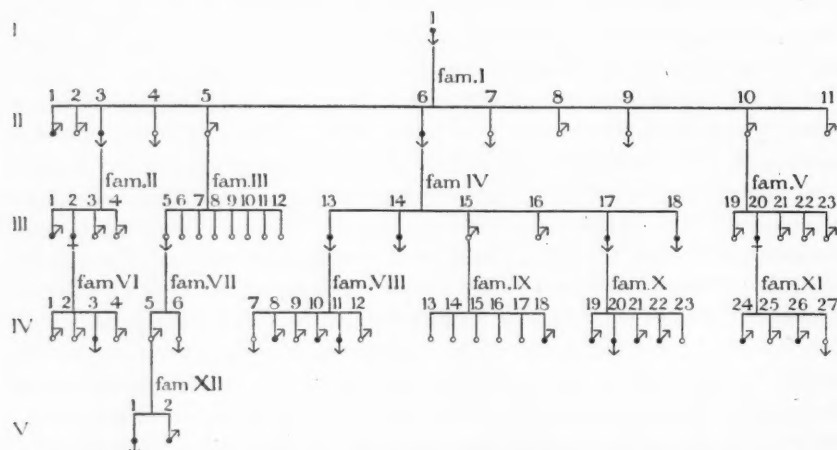 I
1
fam.I
1 2 3 4 5 6 7 8 9 10 11
II
fam.II fam.III fam IV fam.V
1 2 3 4 5 6 7 8 9 10 11 12 13 14 15 16 17 18 19 20 21 22 23
III
fam VI fam.VII fam.VIII fam.IX fam.X fam.XI
1 2 3 4 5 6 7 8 9 10 11 12 13 14 15 16 17 18 19 20 21 22 23 24 25 26 27
IV
fam XII
1 2
V